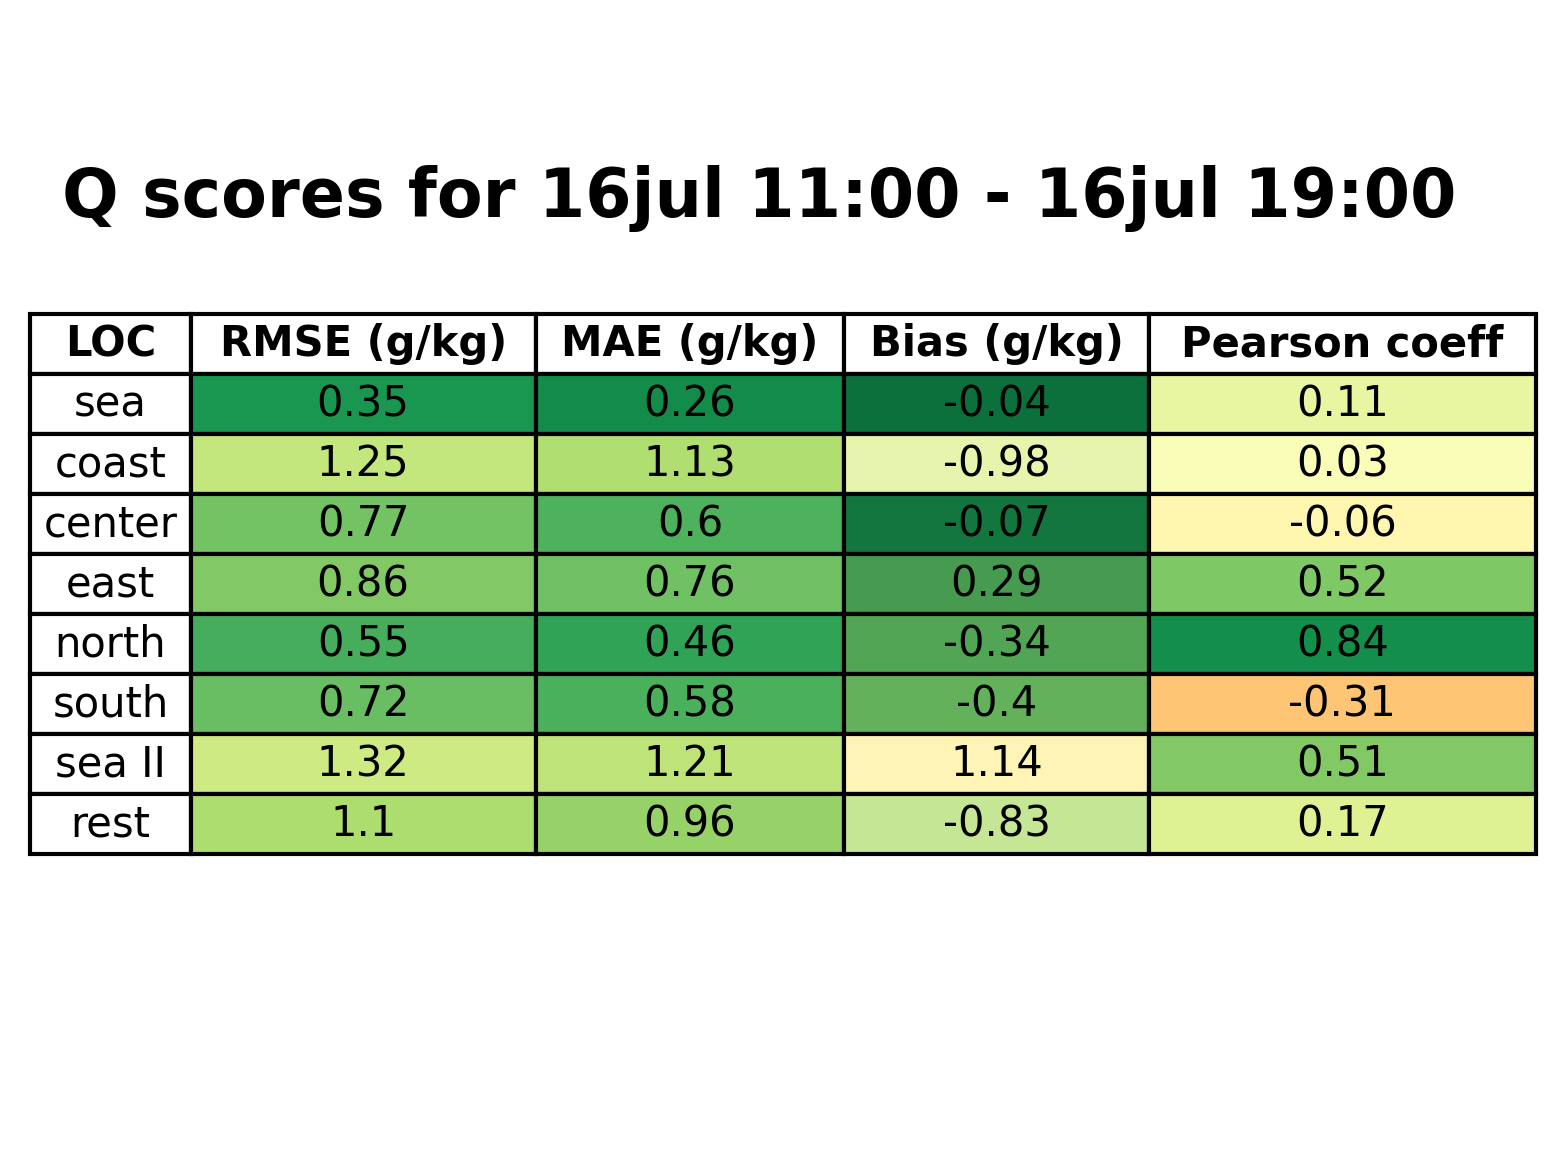 Q scores for 16jul 11:00 - 16jul 19:00
LOC RMSE (g/kg) MAE (g/kg) Bias (g/kg) Pearson coeff
sea 0.35 0.26 -0.04 0.11
coast 1.25 1.13 -0.98 0.03
center 0.77 0.6 -0.07 -0.06
east 0.86 0.76 0.29 0.52
north 0.55 0.46 -0.34 0.84
south 0.72 0.58 -0.4 -0.31
sea II 1.32 1.21 1.14 0.51
rest 1.1 0.96 -0.83 0.17